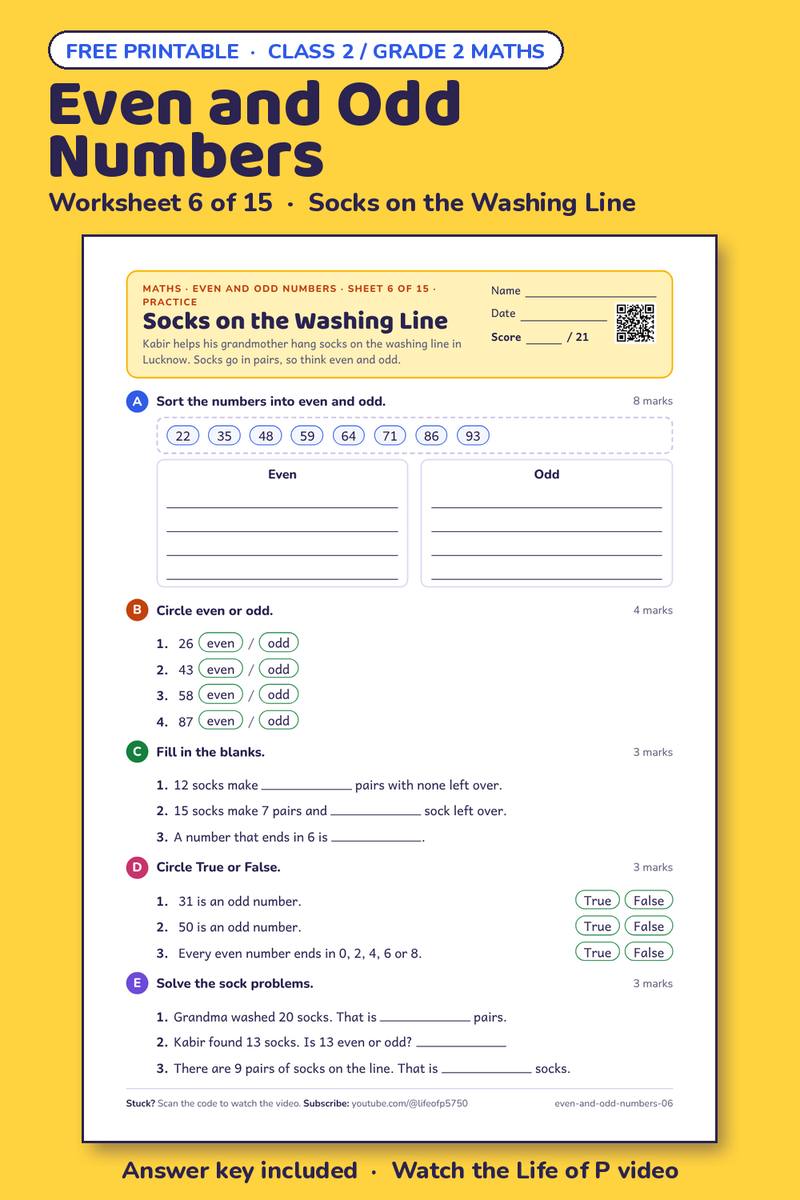 FREE PRINTABLE · CLASS 2 / GRADE 2 MATHS
Even and Odd
Numbers
Worksheet 6 of 15 · Socks on the Washing Line
MATHS · EVEN AND ODD NUMBERS · SHEET 6 OF 15 ·
PRACTICE
Socks on the Washing Line
Kabir helps his grandmother hang socks on the washing line in
Lucknow. Socks go in pairs, so think even and odd.
Name ____________
Date ____________
Score ______ / 21
A Sort the numbers into even and odd. 8 marks
22 35 48 59 64 71 86 93
Even Odd
B Circle even or odd. 4 marks
1. 26 even / odd
2. 43 even / odd
3. 58 even / odd
4. 87 even / odd
C Fill in the blanks. 3 marks
1. 12 socks make ____________ pairs with none left over.
2. 15 socks make 7 pairs and ____________ sock left over.
3. A number that ends in 6 is ____________.
D Circle True or False. 3 marks
1. 31 is an odd number. True False
2. 50 is an odd number. True False
3. Every even number ends in 0, 2, 4, 6 or 8. True False
E Solve the sock problems. 3 marks
1. Grandma washed 20 socks. That is ____________ pairs.
2. Kabir found 13 socks. Is 13 even or odd? ____________
3. There are 9 pairs of socks on the line. That is ____________ socks.
Stuck? Scan the code to watch the video. Subscribe: youtube.com/@lifeofp5750 even-and-odd-numbers-06
Answer key included · Watch the Life of P video